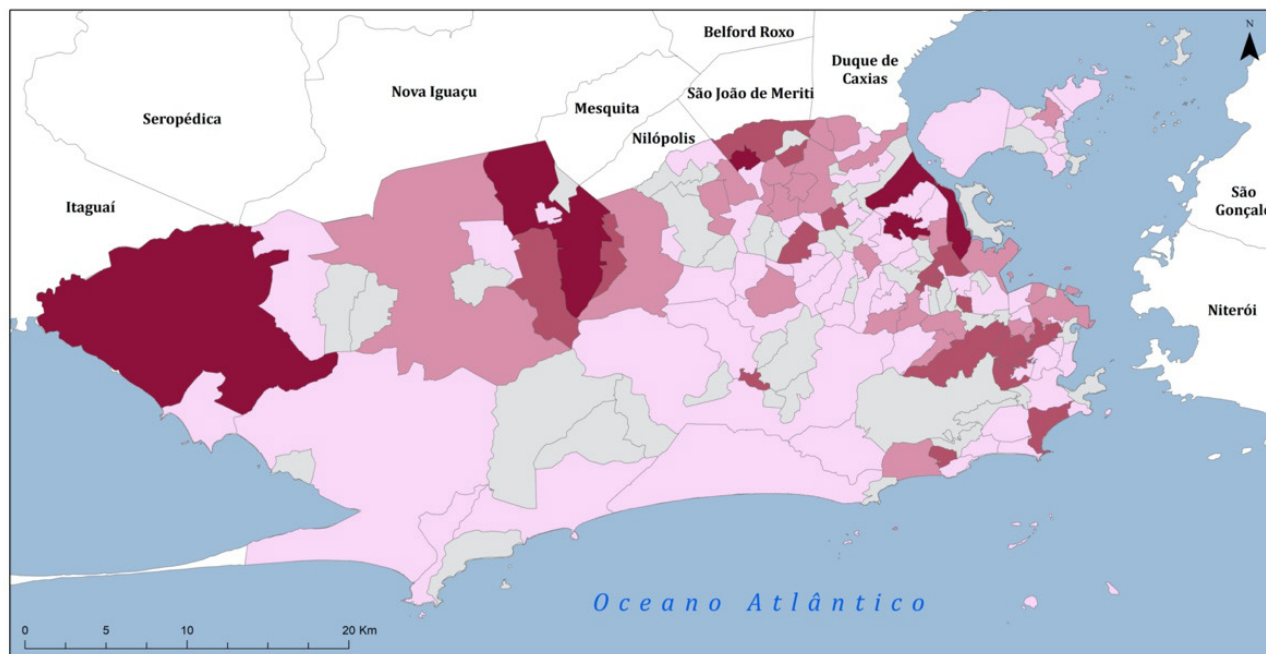 Belford Roxo
N
Duque de
Caxias
Nova Iguaçu
São João de Meriti
Mesquita
Seropédica
Nilópolis
Itaguaí
São
Gonçalo
Niterói
Oceano Atlântico
0 5 10 20 Km